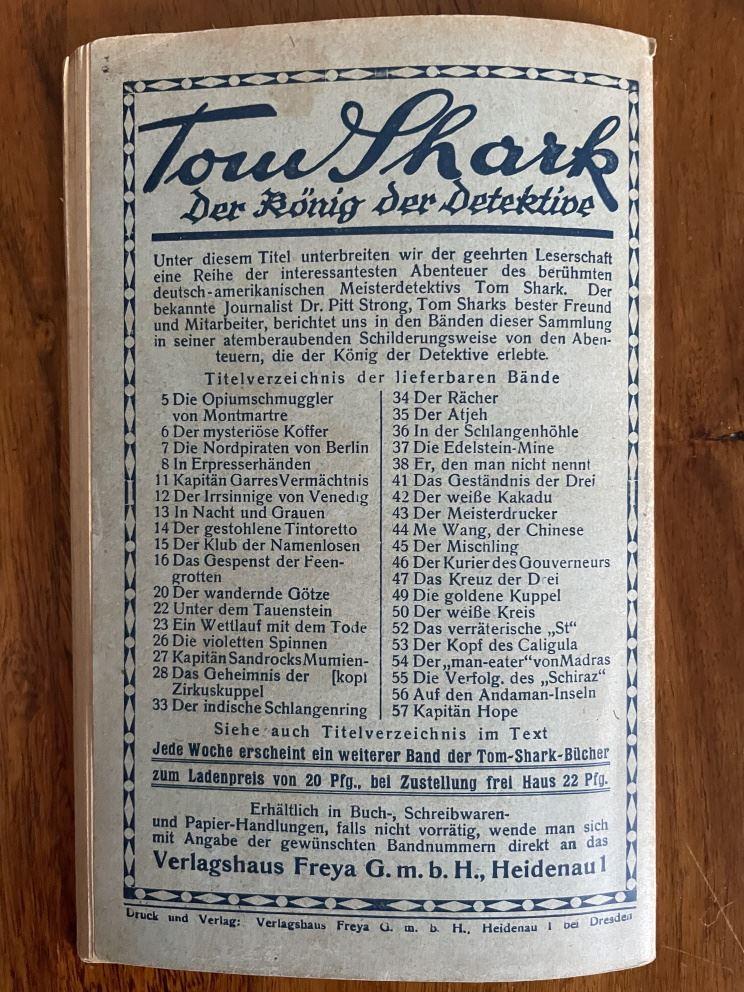 Tom Shark
Der König der Detektive
Unter diesem Titel unterbreiten wir der geehrten Leserschaft
eine Reihe der interessantesten Abenteuer des berühmten
deutsch-amerikanischen Meisterdetektivs Tom Shark. Der
bekannte Journalist Dr. Pitt Strong, Tom Sharks bester Freund
und Mitarbeiter, berichtet uns in den Bänden dieser Sammlung
in seiner atemberaubenden Schilderungsweise von den Aben-
teuern, die der König der Detektive erlebte.
Titelverzeichnis der lieferbaren Bände
5 Die Opiumschmuggler
von Montmartre
6 Der mysteriöse Koffer
7 Die Nordpiraten von Berlin
8 In Erpresserhänden
11 Kapitän Garres Vermächtnis
12 Der Irrsinnige von Venedig
13 In Nacht und Grauen
14 Der gestohlene Tintoretto
15 Der Klub der Namenlosen
16 Das Gespenst der Feen-
grotten
20 Der wandernde Götze
22 Unter dem Tauenstein
23 Ein Wettlauf mit dem Tode
26 Die violetten Spinnen
27 Kapitän Sandrocks Mumien-
28 Das Geheimnis der [kopf
Zirkuskuppel
33 Der indische Schlangenring
34 Der Rächer
35 Der Atjeh
36 In der Schlangenhöhle
37 Die Edelstein-Mine
38 Er, den man nicht nennt
41 Das Geständnis der Drei
42 Der weiße Kakadu
43 Der Meisterdrucker
44 Me Wang, der Chinese
45 Der Mischling
46 Der Kurier des Gouverneurs
47 Das Kreuz der Drei
49 Die goldene Kuppel
50 Der weiße Kreis
52 Das verräterische „St“
53 Der Kopf des Caligula
54 Der „man-eater“ von Madras
55 Die Verfolg. des „Schiraz“
56 Auf den Andaman-Inseln
57 Kapitän Hope
Siehe auch Titelverzeichnis im Text
Jede Woche erscheint ein weiterer Band der Tom-Shark-Bücher
zum Ladenpreis von 20 Pfg., bei Zustellung frei Haus 22 Pfg.
Erhältlich in Buch-, Schreibwaren-
und Papier-Handlungen, falls nicht vorrätig, wende man sich
mit Angabe der gewünschten Bandnummern direkt an das
Verlagshaus Freya G. m. b. H., Heidenau 1
Druck und Verlag: Verlagshaus Freya G. m. b. H., Heidenau 1 bei Dresden